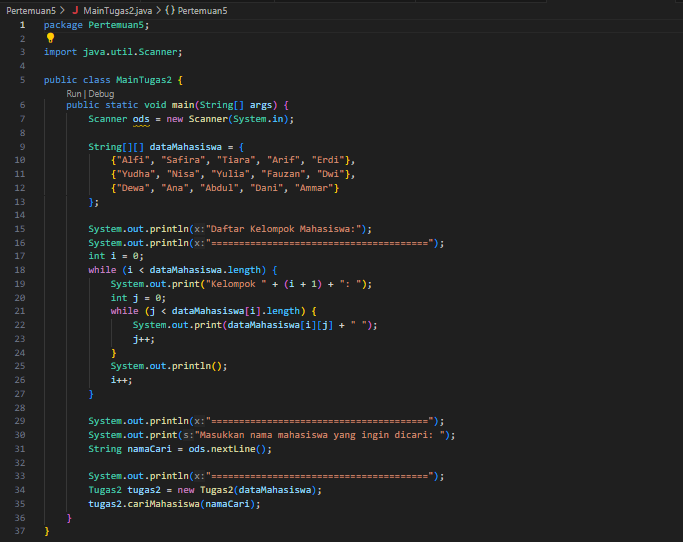 Pertemuan5 > J MainTugas2.java > {} Pertemuan5
1 package Pertemuan5;
2
3 import java.util.Scanner;
4
5 public class MainTugas2 {
Run | Debug
6 public static void main(String[] args) {
7 Scanner ods = new Scanner(System.in);
8
9 String[][] dataMahasiswa = {
10 {"Alfi", "Safira", "Tiara", "Arif", "Erdi"},
11 {"Yudha", "Nisa", "Yulia", "Fauzan", "Dwi"},
12 {"Dewa", "Ana", "Abdul", "Dani", "Ammar"}
13 };
14
15 System.out.println(x:"Daftar Kelompok Mahasiswa:");
16 System.out.println(x:"=======================================");
17 int i = 0;
18 while (i < dataMahasiswa.length) {
19 System.out.print("Kelompok " + (i + 1) + ": ");
20 int j = 0;
21 while (j < dataMahasiswa[i].length) {
22 System.out.print(dataMahasiswa[i][j] + " ");
23 j++;
24 }
25 System.out.println();
26 i++;
27 }
28
29 System.out.println(x:"=======================================");
30 System.out.print(s:"Masukkan nama mahasiswa yang ingin dicari: ");
31 String namaCari = ods.nextLine();
32
33 System.out.println(x:"=======================================");
34 Tugas2 tugas2 = new Tugas2(dataMahasiswa);
35 tugas2.cariMahasiswa(namaCari);
36 }
37 }